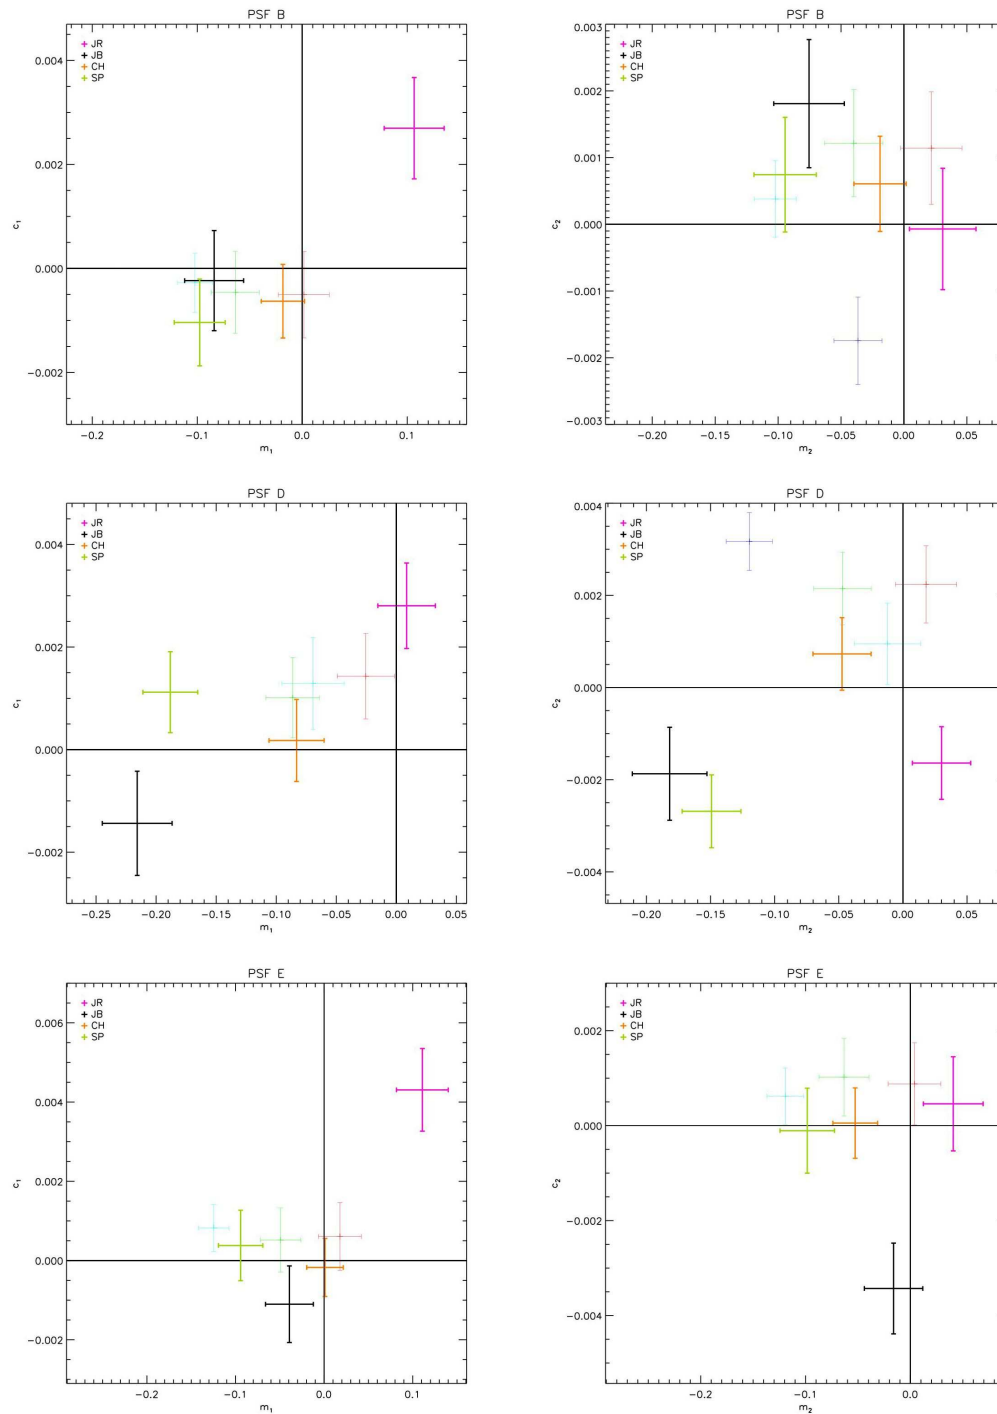 PSF B
JR
JB
CH
SP
0.004
0.002
0.000
−0.002
c1
−0.2
−0.1
0.0
0.1
m1
PSF B
JR
JB
CH
SP
0.003
0.002
0.001
0.000
−0.001
−0.002
−0.003
c2
−0.20
−0.15
−0.10
−0.05
0.00
0.05
m2
PSF D
JR
JB
CH
SP
0.004
0.002
0.000
−0.002
c1
−0.25
−0.20
−0.15
−0.10
−0.05
0.00
0.05
m1
PSF D
JR
JB
CH
SP
0.004
0.002
0.000
−0.002
−0.004
c2
−0.20
−0.15
−0.10
−0.05
0.00
0.05
m2
PSF E
JR
JB
CH
SP
0.006
0.004
0.002
0.000
−0.002
c1
−0.2
−0.1
0.0
0.1
m1
PSF E
JR
JB
CH
SP
0.002
0.000
−0.002
−0.004
c2
−0.2
−0.1
0.0
m2